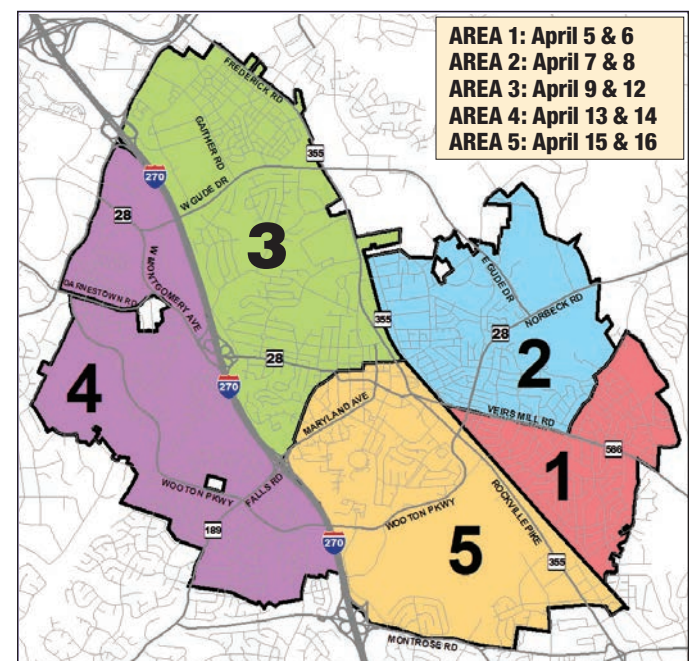 AREA 1: April 5 & 6
AREA 2: April 7 & 8
AREA 3: April 9 & 12
AREA 4: April 13 & 14
AREA 5: April 15 & 16
FREDERICK RD
GAITHER RD
355
270
W GUDE DR
28
3
E GUDE DR
W MONTGOMERY AVE
DARNESTOWN RD
NORBECK RD
355
28
28
2
4
270
MARYLAND AVE
VEIRS MILL RD
586
1
WOOTON PKWY
FALLS RD
WOOTON PKWY
ROCKVILLE PIKE
189
270
5
355
MONTROSE RD